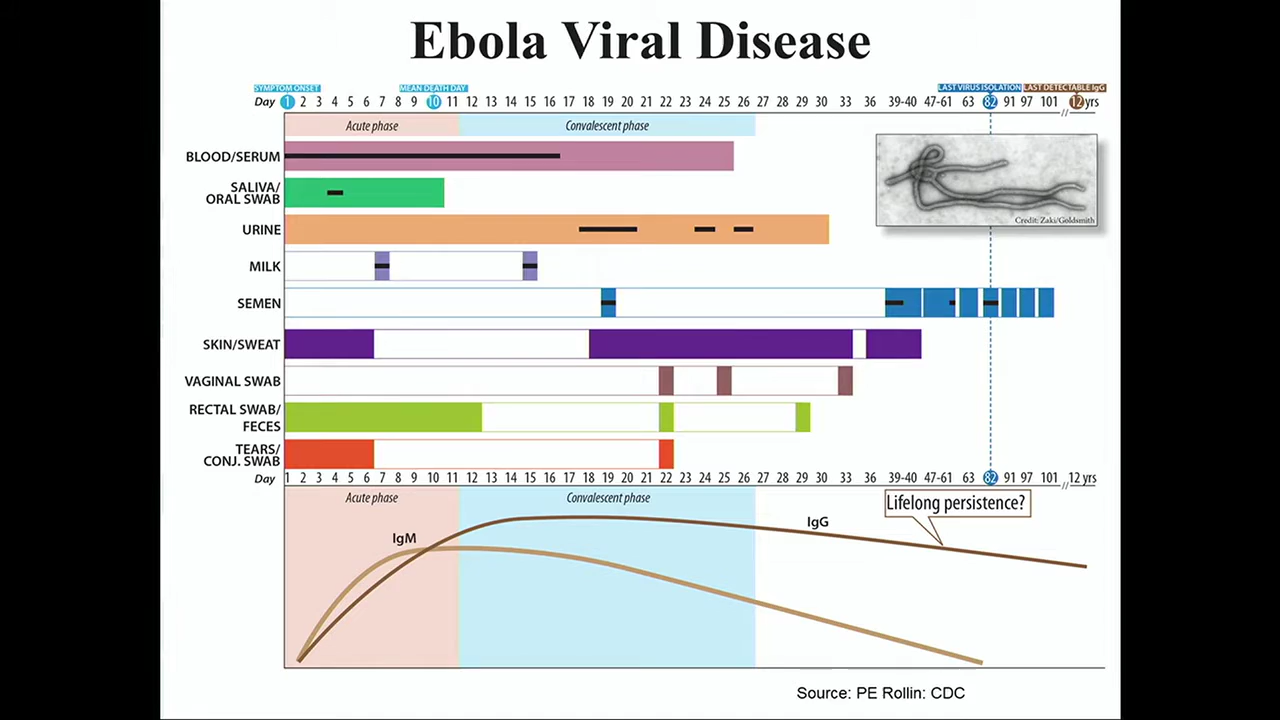 Ebola Viral Disease
SYMPTOM ONSET MEAN DEATH DAY LAST VIRUS ISOLATION LAST DETECTABLE IgG
Day 1 2 3 4 5 6 7 8 9 10 11 12 13 14 15 16 17 18 19 20 21 22 23 24 25 26 27 28 29 30 33 36 39-40 47-61 63 82 91 97 101 // 12 yrs
Acute phase Convalescent phase
BLOOD/SERUM
SALIVA/
ORAL SWAB
Credit: Zaki/Goldsmith
URINE
MILK
SEMEN
SKIN/SWEAT
VAGINAL SWAB
RECTAL SWAB/
FECES
TEARS/
CONJ. SWAB
Day 1 2 3 4 5 6 7 8 9 10 11 12 13 14 15 16 17 18 19 20 21 22 23 24 25 26 27 28 29 30 33 36 39-40 47-61 63 82 91 97 101 // 12 yrs
Acute phase Convalescent phase
Lifelong persistence?
IgG
IgM
Source: PE Rollin: CDC